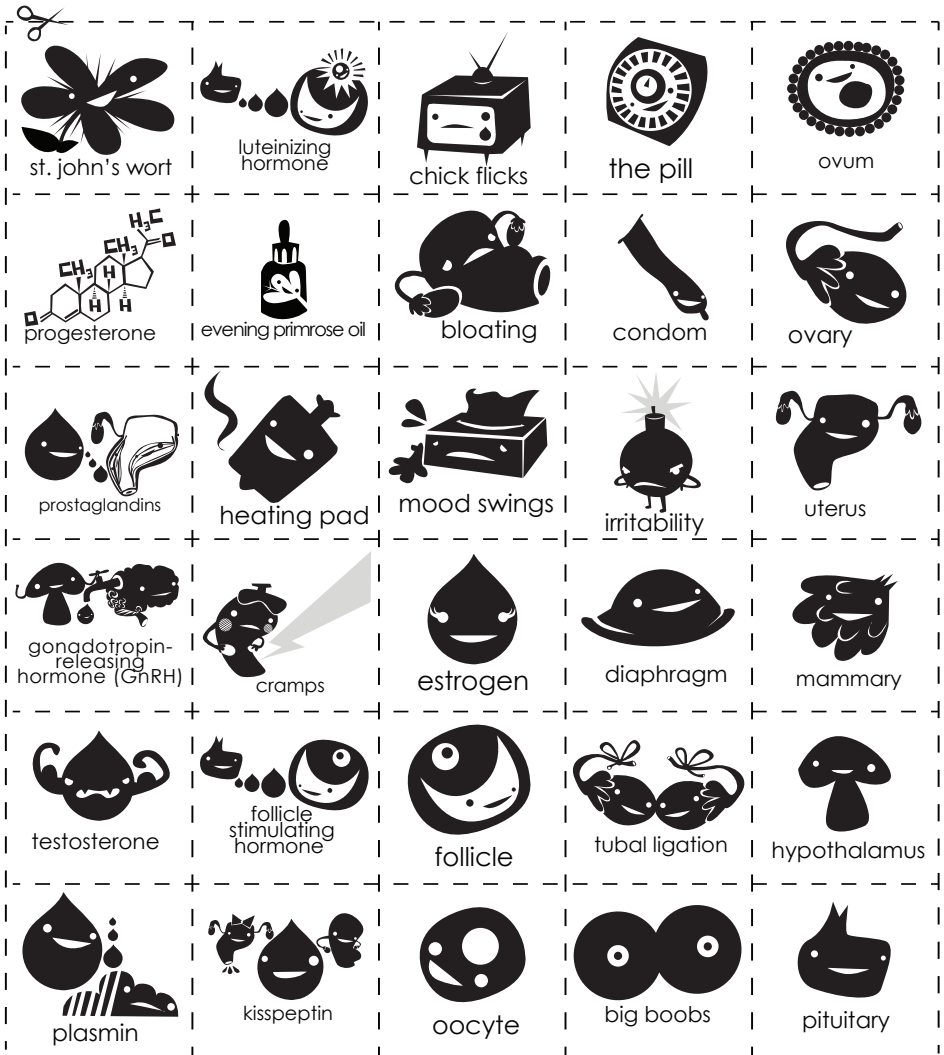 st. john's wort
luteinizing
hormone
chick flicks
the pill
ovum
H₃C
CH₃
O
CH₃
H
H
H
O
progesterone
evening primrose oil
bloating
condom
ovary
prostaglandins
heating pad
mood swings
irritability
uterus
gonadotropin-
releasing
hormone (GnRH)
cramps
estrogen
diaphragm
mammary
testosterone
follicle
stimulating
hormone
follicle
tubal ligation
hypothalamus
plasmin
kisspeptin
oocyte
big boobs
pituitary